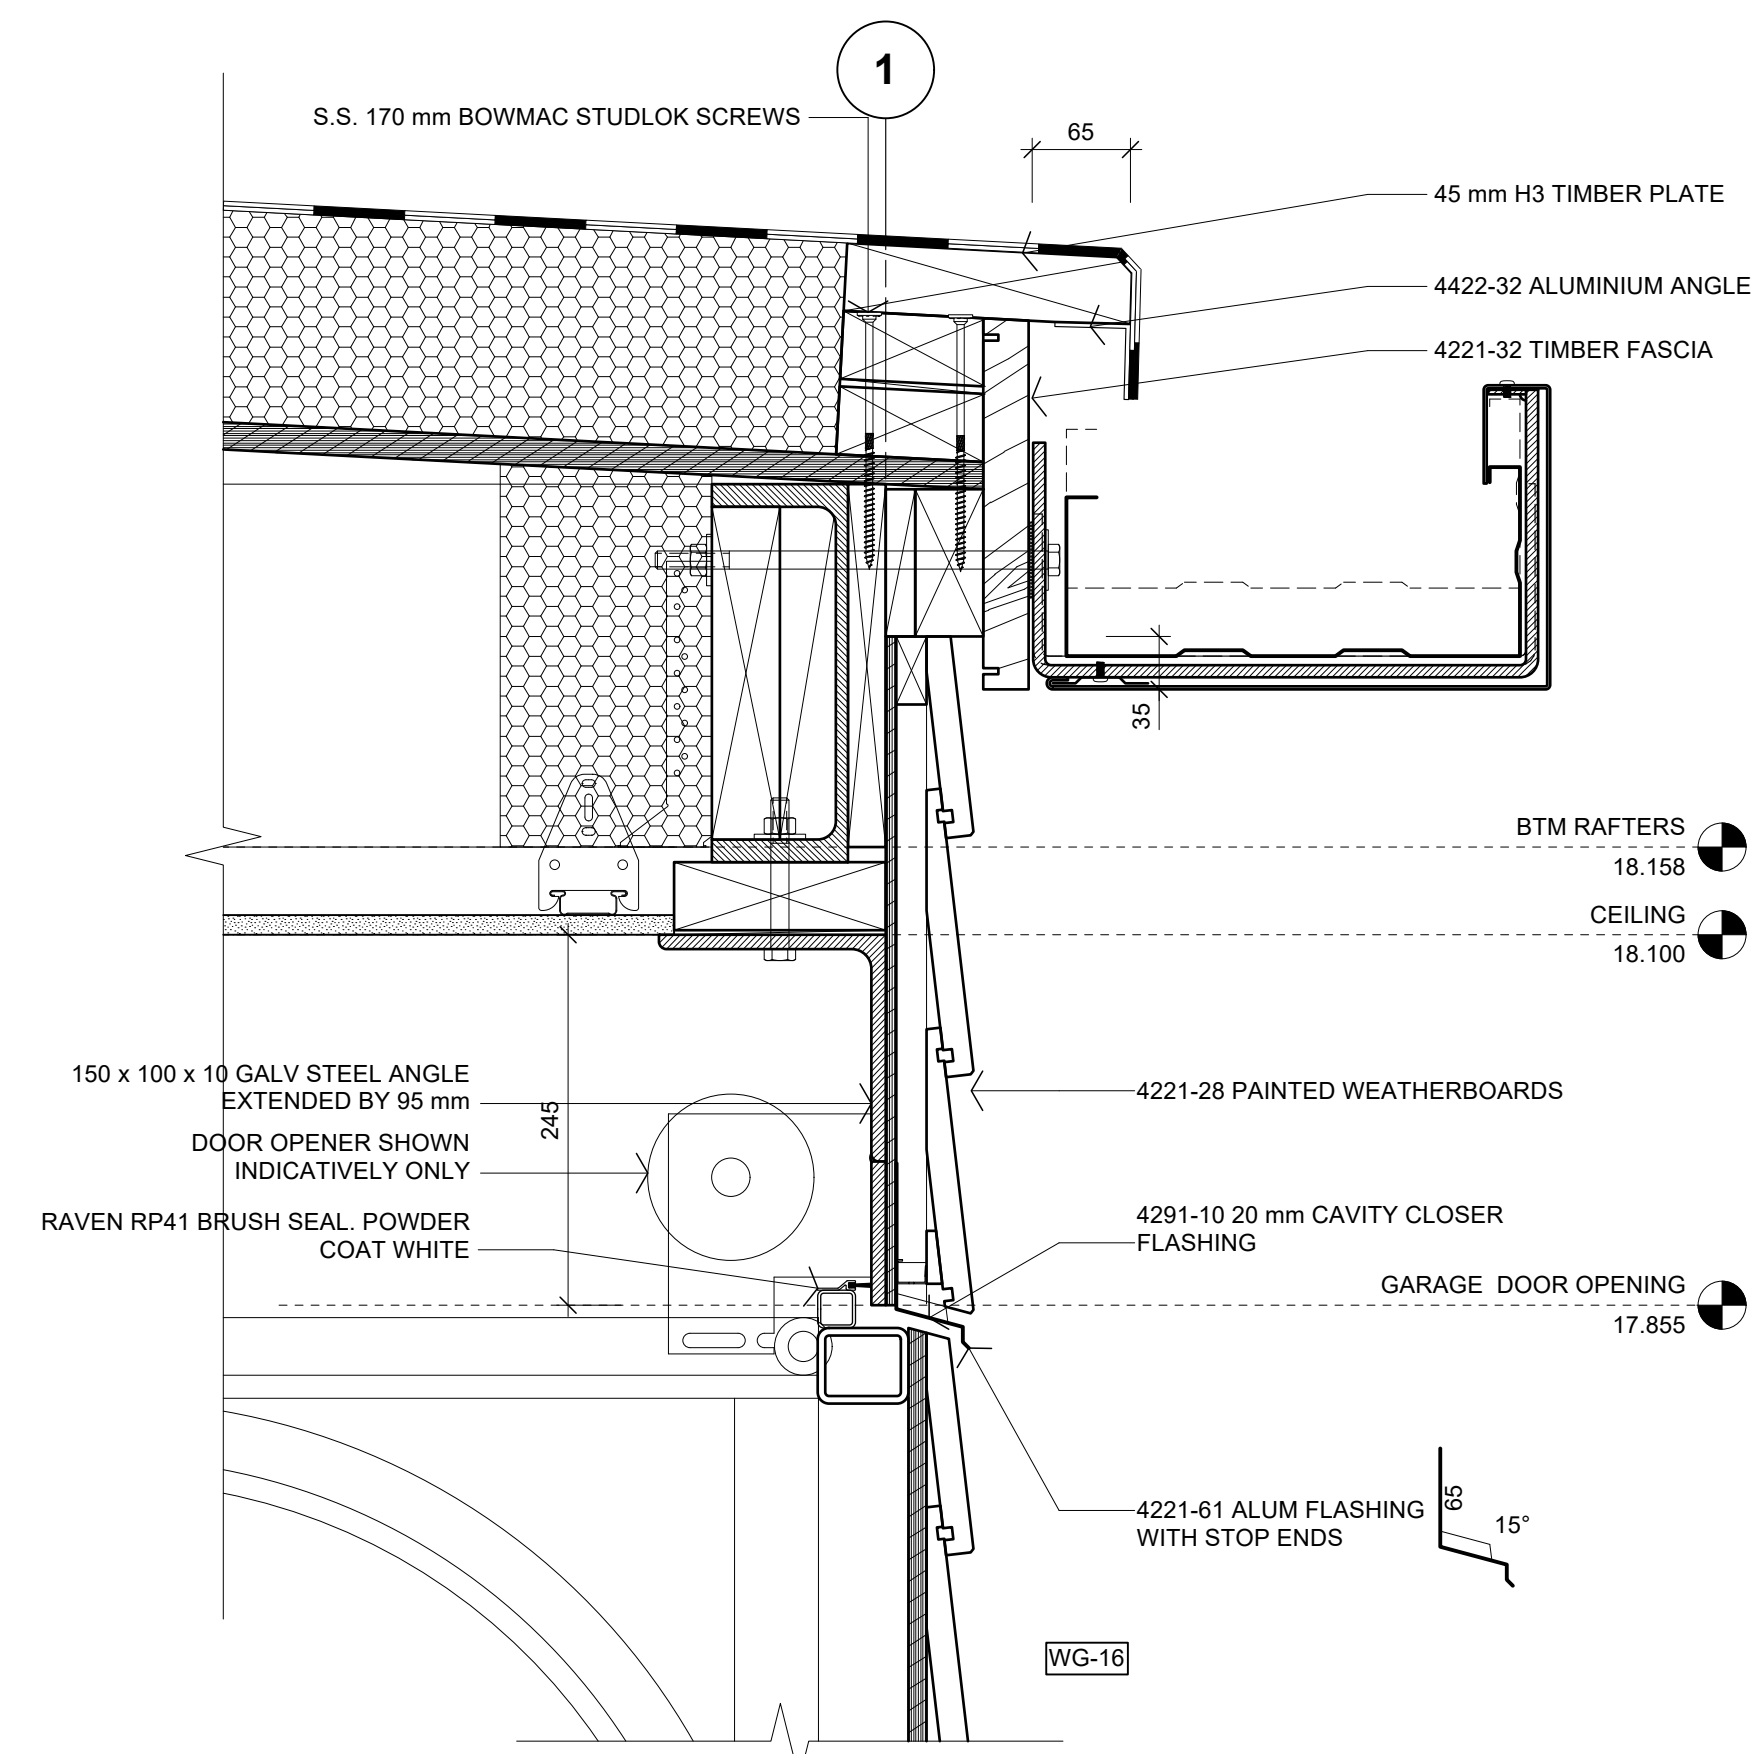 1
S.S. 170 mm BOWMAC STUDLOK SCREWS
65
45 mm H3 TIMBER PLATE
4422-32 ALUMINIUM ANGLE
4221-32 TIMBER FASCIA
35
BTM RAFTERS
18.158
CEILING
18.100
150 x 100 x 10 GALV STEEL ANGLE
EXTENDED BY 95 mm
245
4221-28 PAINTED WEATHERBOARDS
DOOR OPENER SHOWN
INDICATIVELY ONLY
RAVEN RP41 BRUSH SEAL. POWDER
COAT WHITE
4291-10 20 mm CAVITY CLOSER
FLASHING
GARAGE  DOOR OPENING
17.855
4221-61 ALUM FLASHING
WITH STOP ENDS
65
15°
WG-16